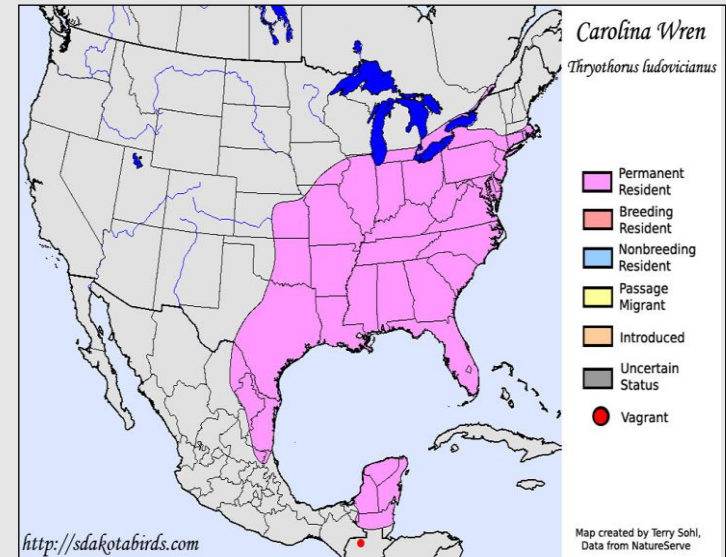 Carolina Wren
Thryothorus ludovicianus
Permanent
Resident
Breeding
Resident
Nonbreeding
Resident
Passage
Migrant
Introduced
Uncertain
Status
Vagrant
http://sdakotabirds.com
Map created by Terry Sohl,
Data from NatureServe